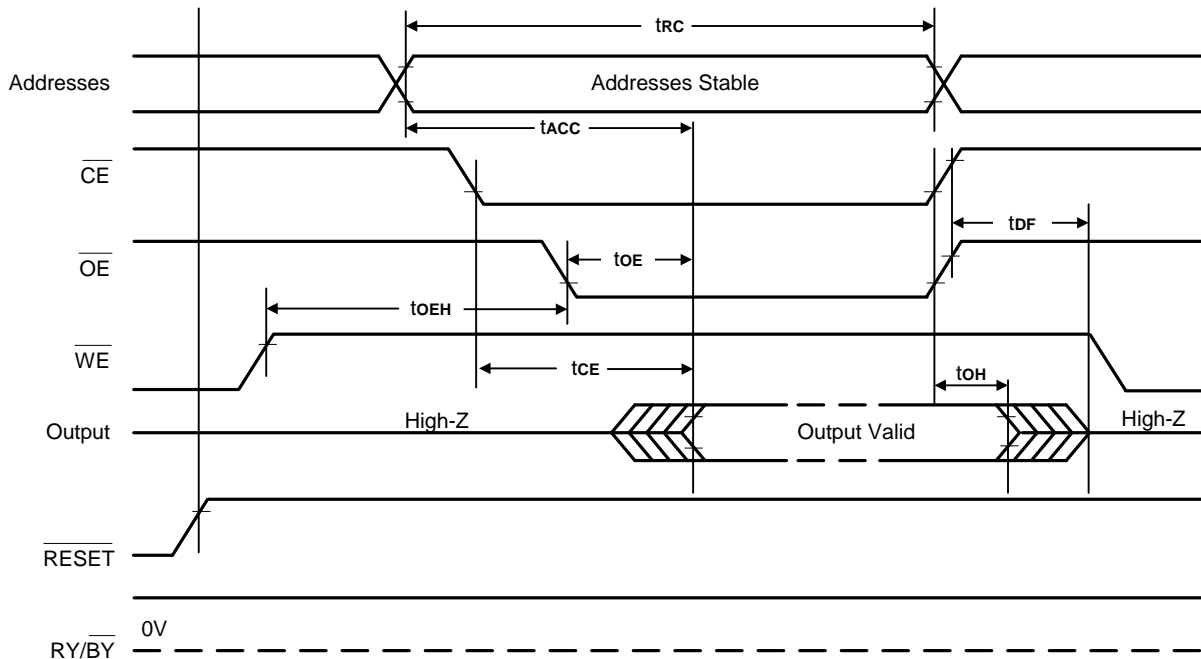 tRC
Addresses
Addresses Stable
tACC
CE
tDF
OE
tOE
tOEH
WE
tCE
tOH
Output
High-Z
Output Valid
High-Z
RESET
0V
RY/BY